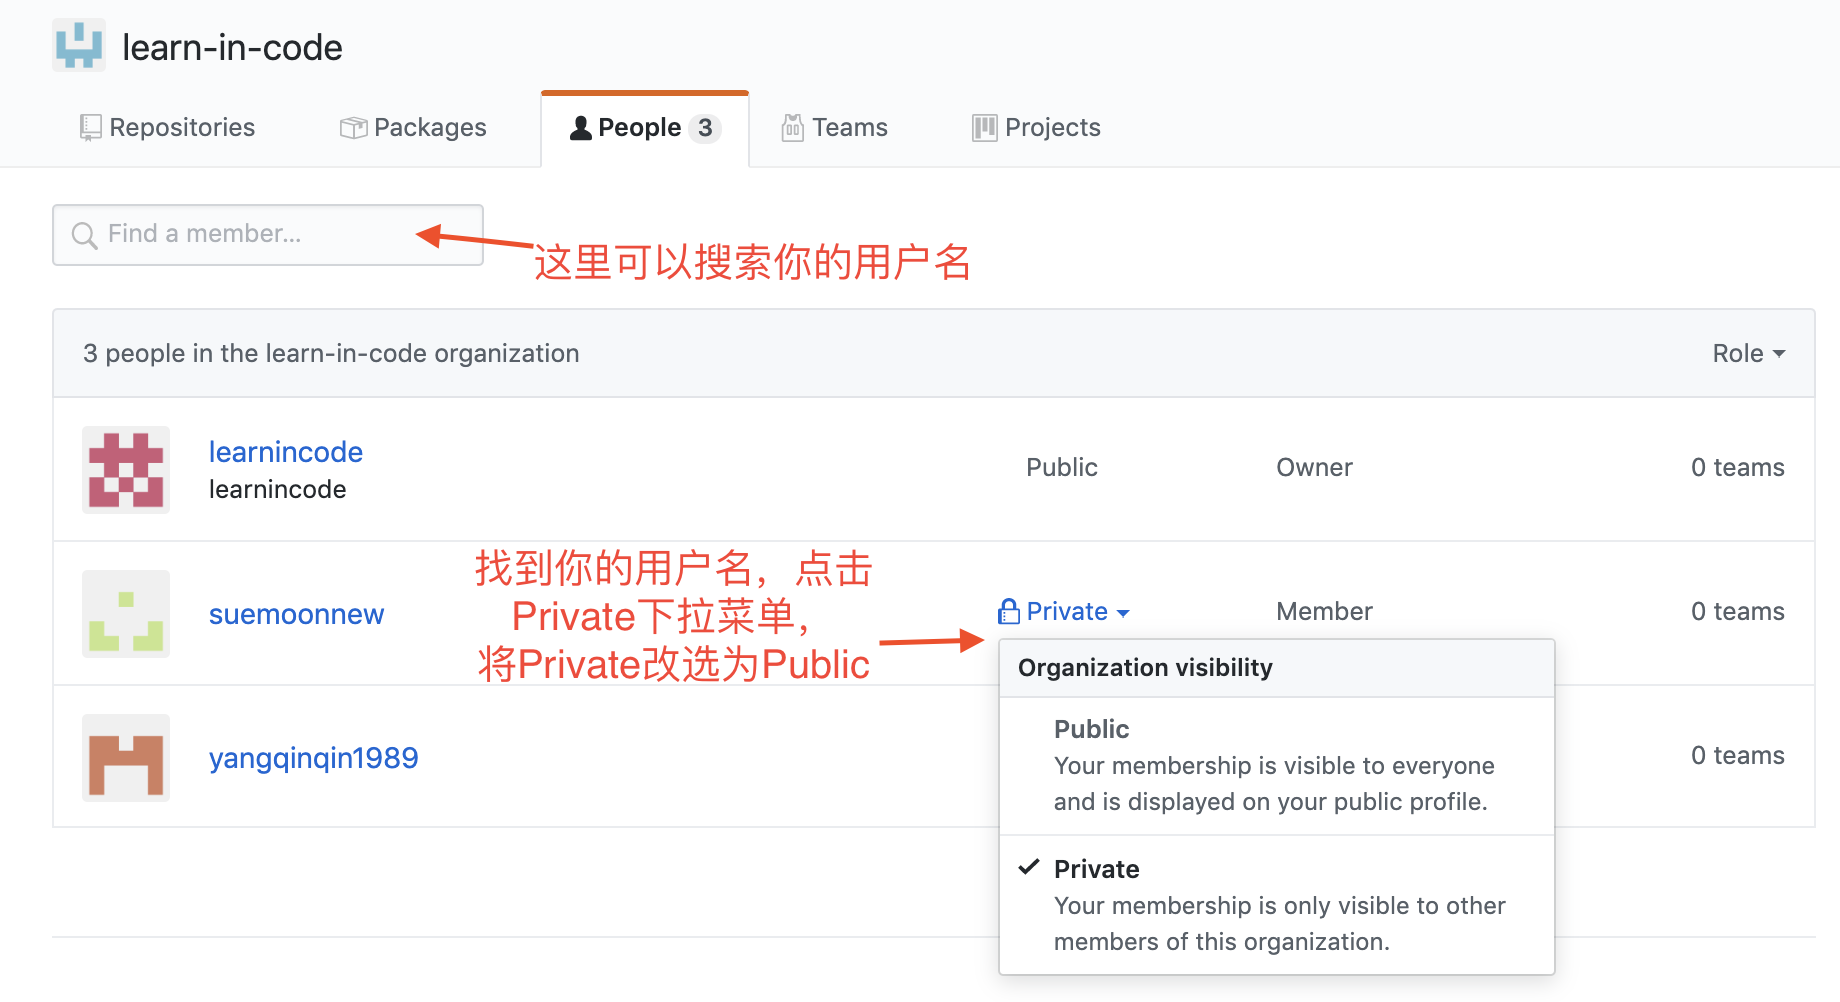 learn-in-code
Repositories
Packages
People 3
Teams
Projects
Find a member...
这里可以搜索你的用户名
3 people in the learn-in-code organization
Role
learnincode
learnincode
Public
Owner
0 teams
suemoonnew
找到你的用户名，点击
Private下拉菜单，
将Private改选为Public
Private
Member
0 teams
Organization visibility
Public
Your membership is visible to everyone
and is displayed on your public profile.
Private
Your membership is only visible to other
members of this organization.
yangqinqin1989
0 teams